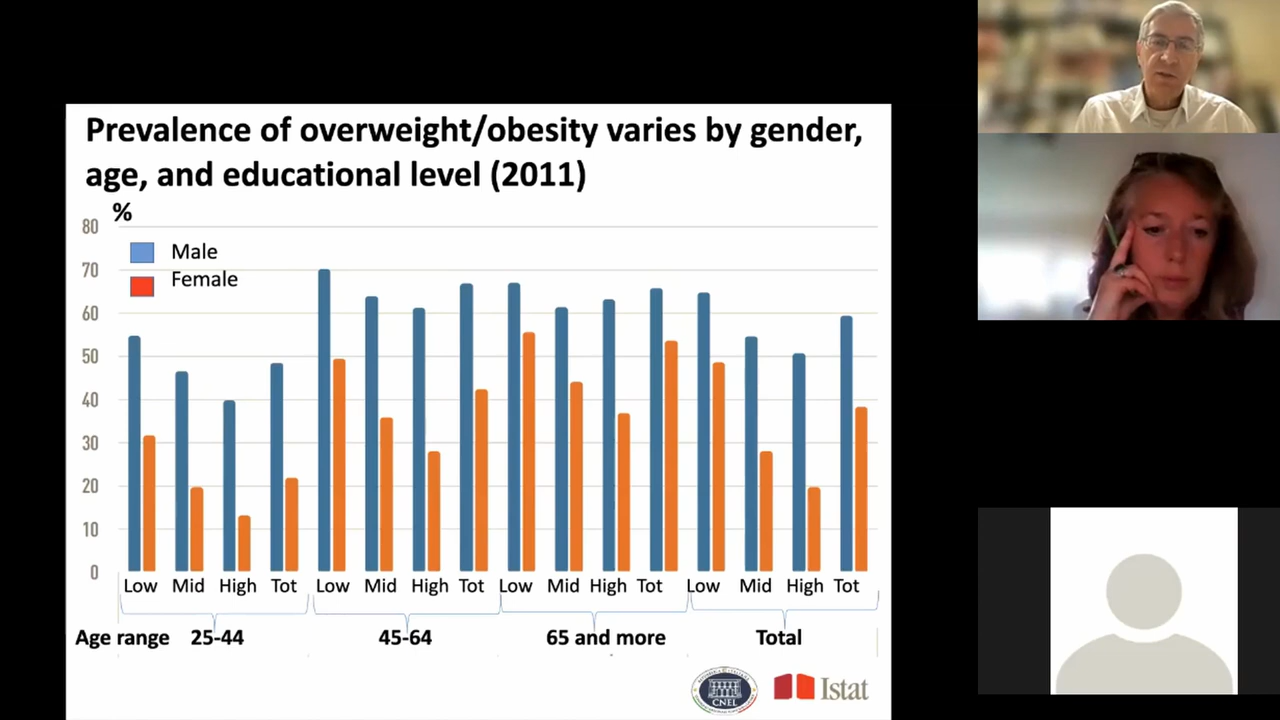 Prevalence of overweight/obesity varies by gender,
age, and educational level (2011)
%
80
Male
70
Female
60
50
40
30
20
10
0
Low Mid High Tot Low Mid High Tot Low Mid High Tot Low Mid High Tot
Age range 25-44 45-64 65 and more Total
CNEL
Istat